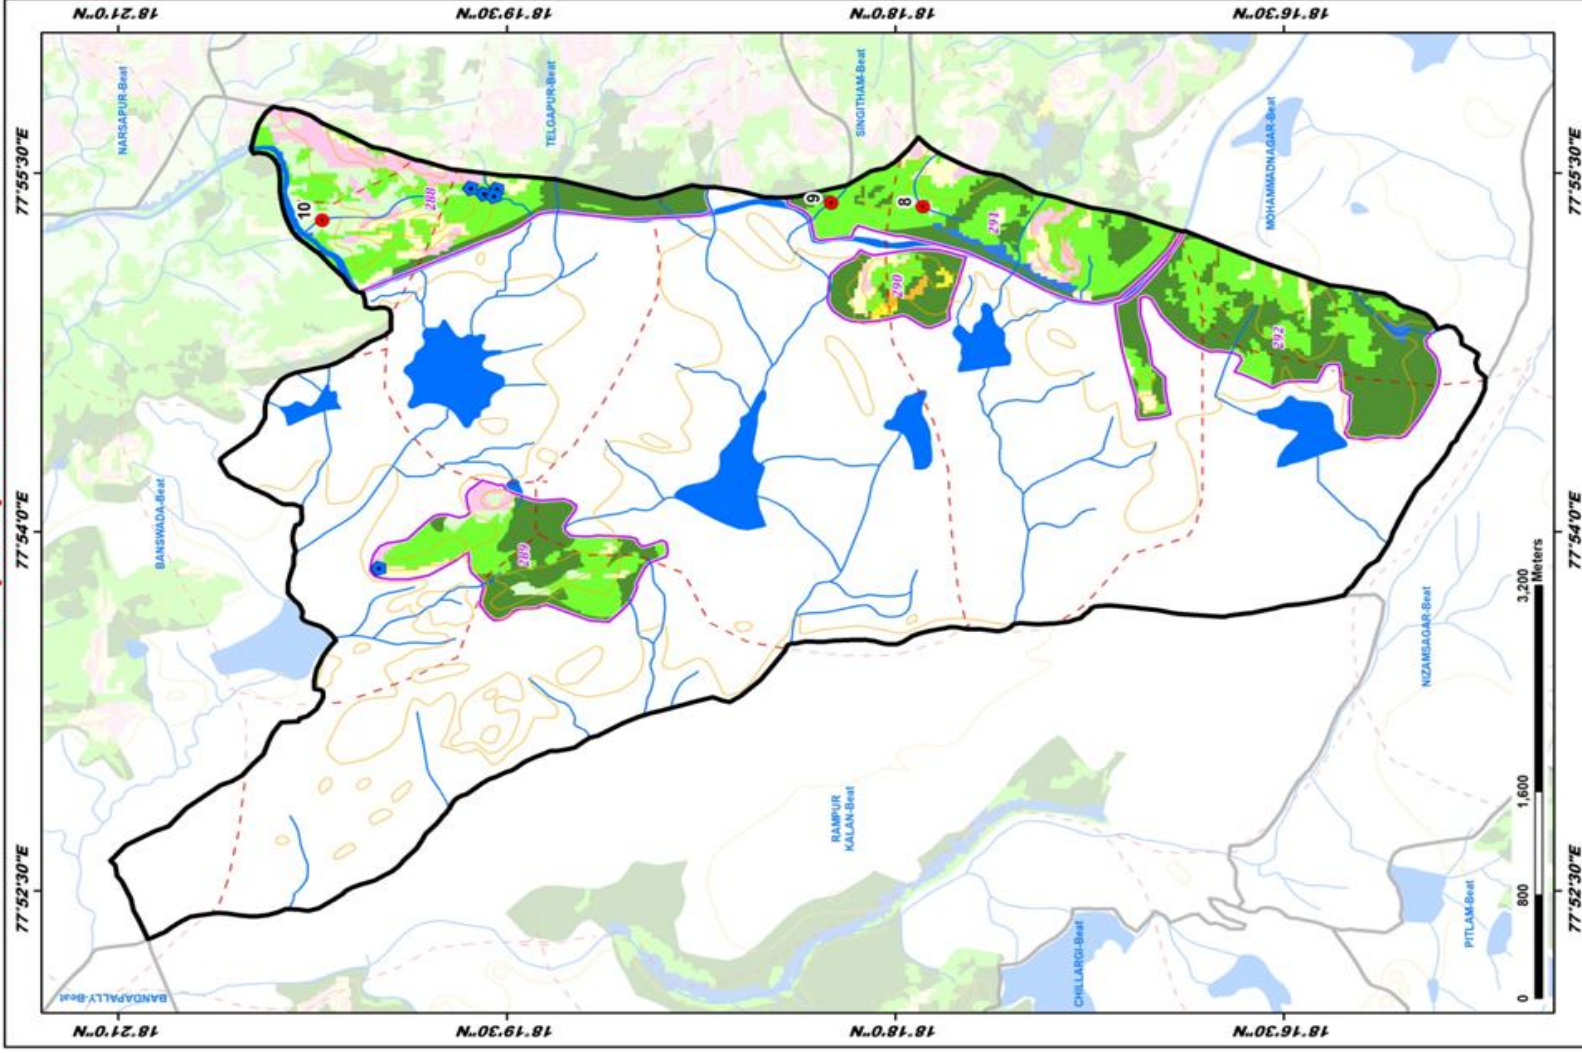 18°21'0"N
18°19'30"N
18°18'0"N
18°16'30"N
77°55'30"E
77°54'0"E
77°52'30"E
77°55'30"E
77°54'0"E
77°52'30"E
18°21'0"N
18°19'30"N
18°18'0"N
18°16'30"N
NARSAPUR-Beat
TELGAPUR-Beat
SINGITHAM-Beat
MOHAMMADNAGAR-Beat
BANSWADA-Beat
NIZAMSAGAR-Beat
RAMPUR
KALAN-Beat
CHILLARGI-Beat
PITLAM-Beat
BANDAPALLY-Beat
10
288
9
8
291
290
292
289
0
800
1,600
3,200
Meters